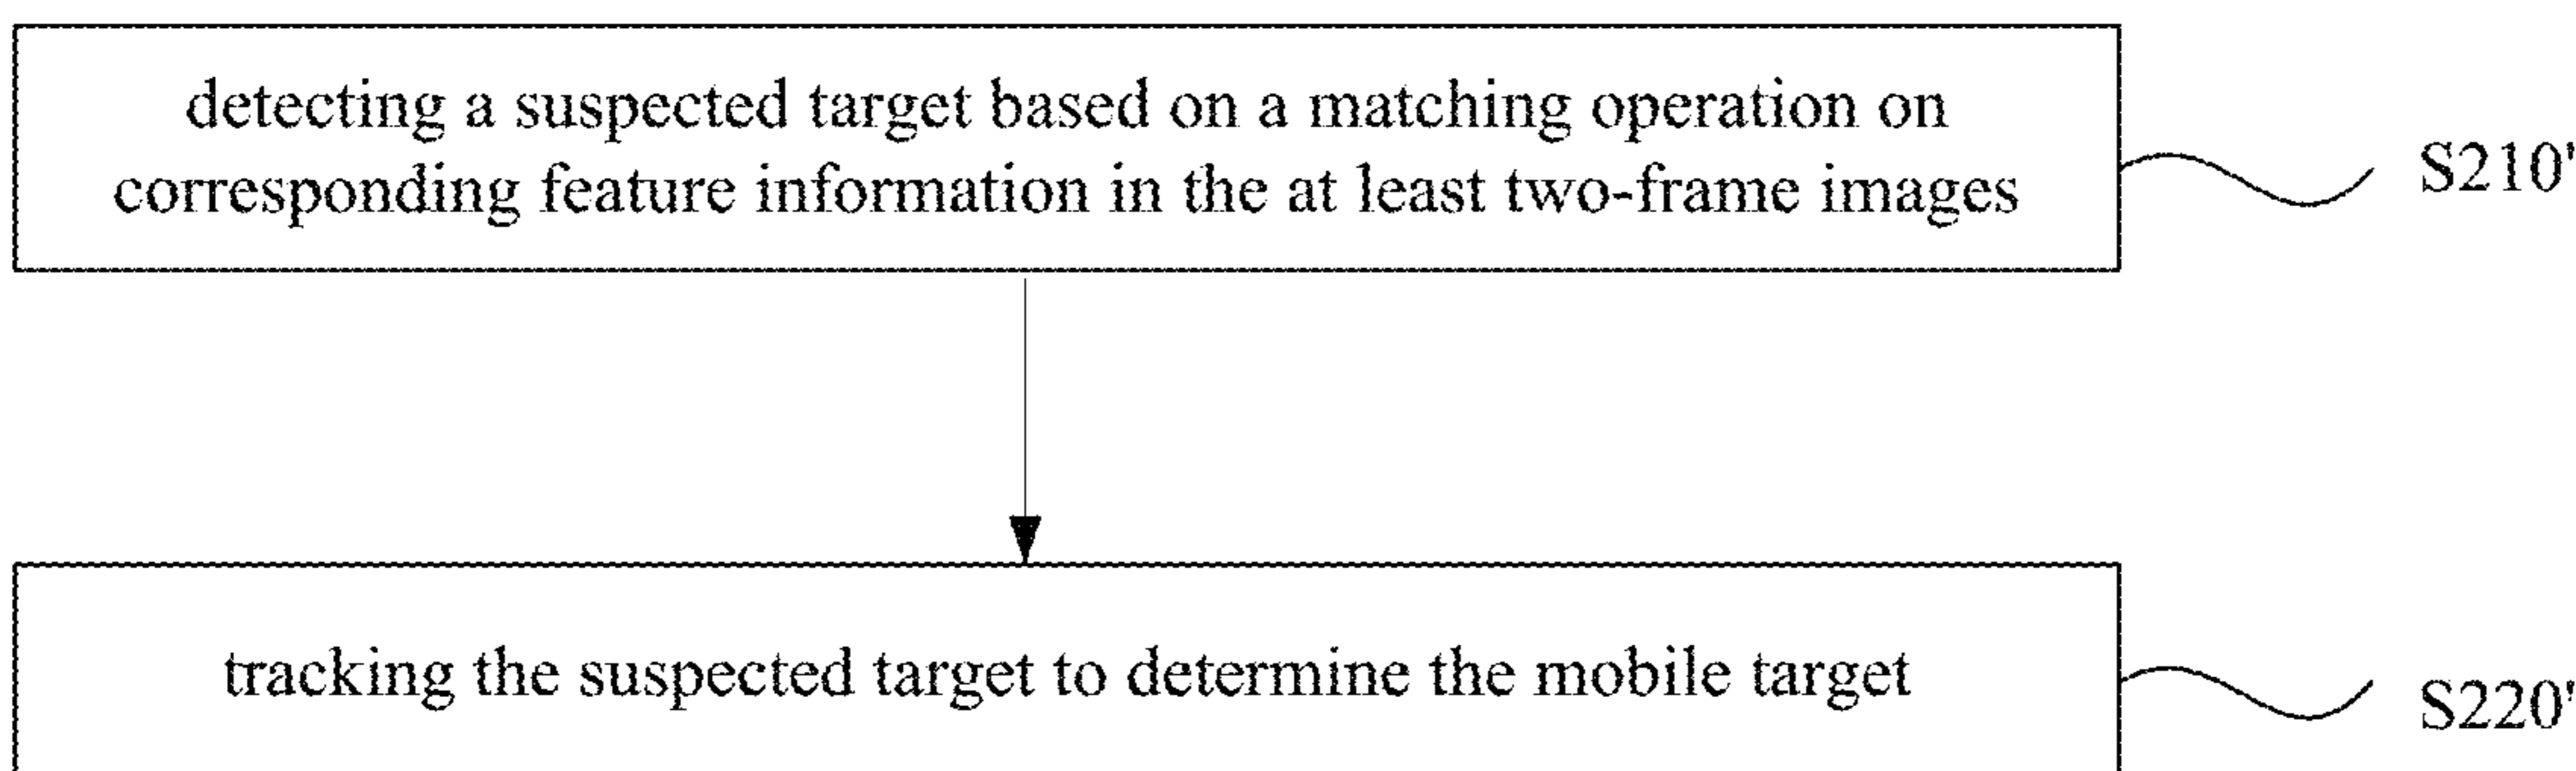 detecting a suspected target based on a matching operation on
corresponding feature information in the at least two-frame images
S210'
tracking the suspected target to determine the mobile target
S220'